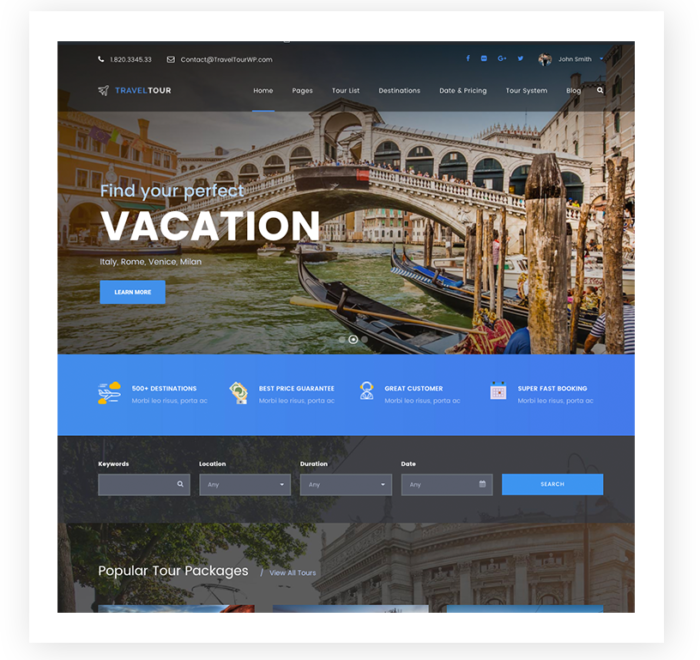 1.820.3345.33 Contact@TravelTourWP.com John Smith
TRAVELTOUR Home Pages Tour List Destinations Date & Pricing Tour System Blog
Find your perfect
VACATION
Italy, Rome, Venice, Milan
LEARN MORE
500+ DESTINATIONS BEST PRICE GUARANTEE GREAT CUSTOMER SUPER FAST BOOKING
Morbi leo risus, porta ac Morbi leo risus, porta ac Morbi leo risus, porta ac Morbi leo risus, porta ac
Keywords Location Duration Date
Any Any Any SEARCH
Popular Tour Packages / View All Tours